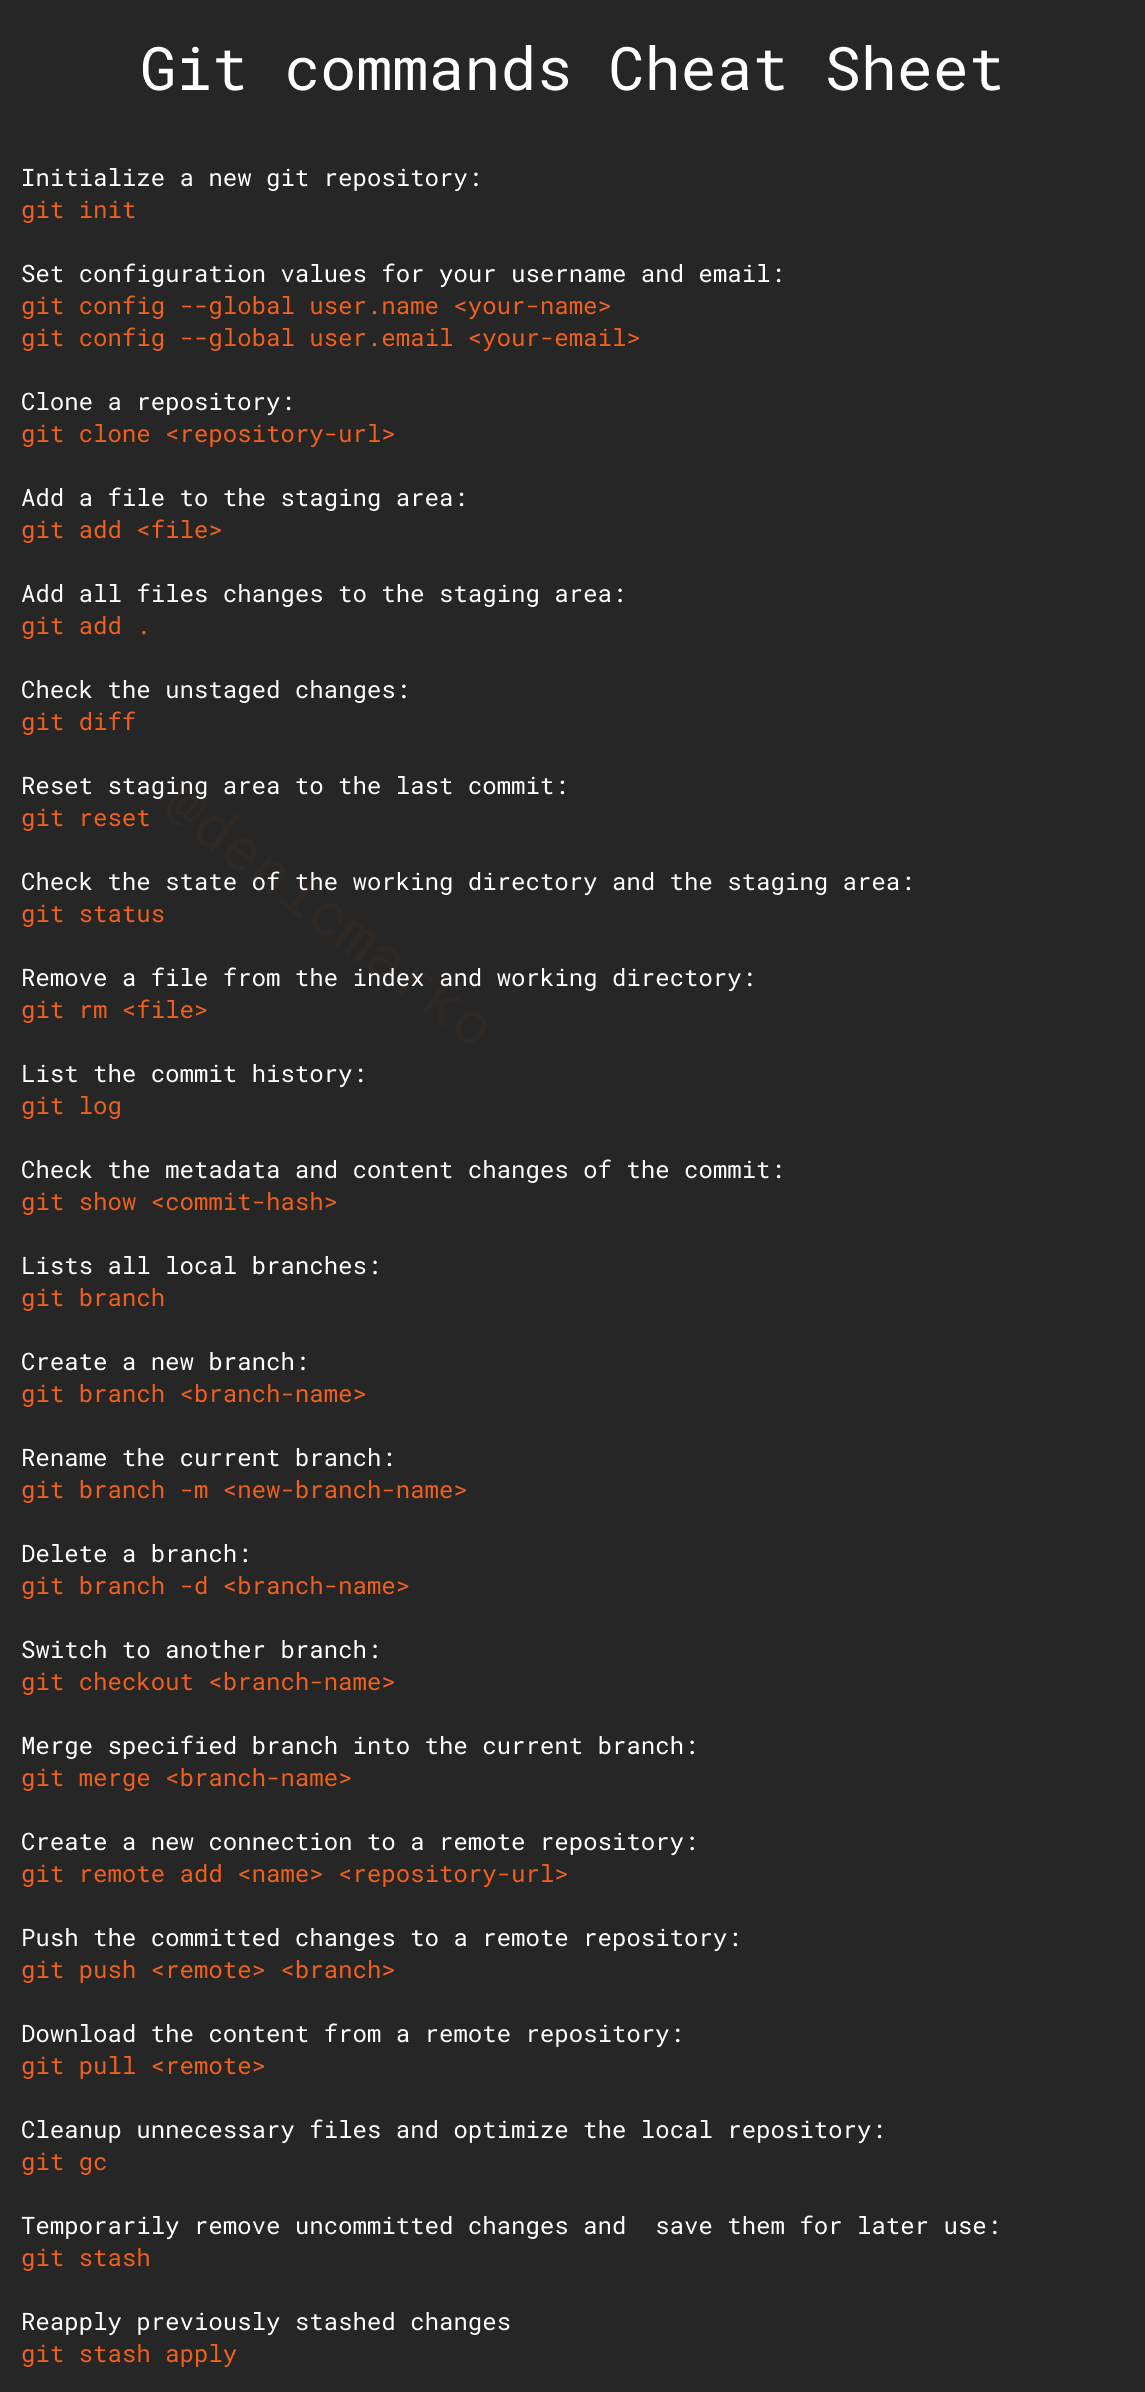 Git commands Cheat Sheet
Initialize a new git repository:
git init
Set configuration values for your username and email:
git config --global user.name <your-name>
git config --global user.email <your-email>
Clone a repository:
git clone <repository-url>
Add a file to the staging area:
git add <file>
Add all files changes to the staging area:
git add .
Check the unstaged changes:
git diff
Reset staging area to the last commit:
git reset
@denicmarko
Check the state of the working directory and the staging area:
git status
Remove a file from the index and working directory:
git rm <file>
List the commit history:
git log
Check the metadata and content changes of the commit:
git show <commit-hash>
Lists all local branches:
git branch
Create a new branch:
git branch <branch-name>
Rename the current branch:
git branch -m <new-branch-name>
Delete a branch:
git branch -d <branch-name>
Switch to another branch:
git checkout <branch-name>
Merge specified branch into the current branch:
git merge <branch-name>
Create a new connection to a remote repository:
git remote add <name> <repository-url>
Push the committed changes to a remote repository:
git push <remote> <branch>
Download the content from a remote repository:
git pull <remote>
Cleanup unnecessary files and optimize the local repository:
git gc
Temporarily remove uncommitted changes and  save them for later use:
git stash
Reapply previously stashed changes
git stash apply